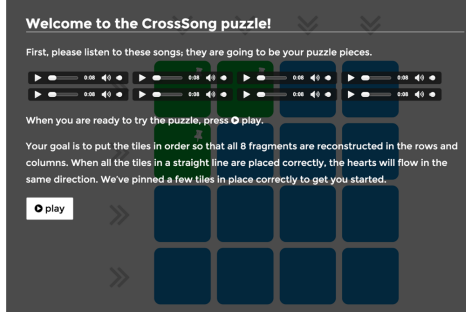 Welcome to the CrossSong puzzle!
First, please listen to these songs; they are going to be your puzzle pieces.
0:08 0:08 0:08 0:08
0:08 0:08 0:08 0:08
When you are ready to try the puzzle, press play.
Your goal is to put the tiles in order so that all 8 fragments are reconstructed in the rows and
columns. When all the tiles in a straight line are placed correctly, the hearts will flow in the
same direction. We've pinned a few tiles in place correctly to get you started.
play